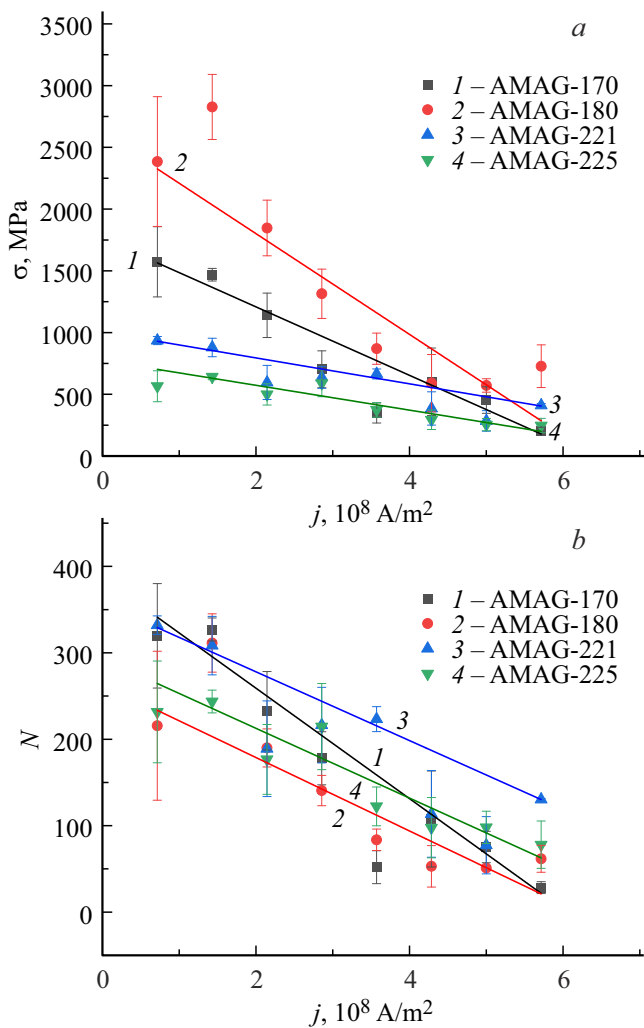 a
3500
3000
2500
2000
1500
1000
500
0
σ, MPa
1 – AMAG-170
2 – AMAG-180
3 – AMAG-221
4 – AMAG-225
2
1
3
4
0 2 4 6
j, 10⁸ A/m²
b
400
300
200
100
0
N
1 – AMAG-170
2 – AMAG-180
3 – AMAG-221
4 – AMAG-225
3
1
4
2
0 2 4 6
j, 10⁸ A/m²